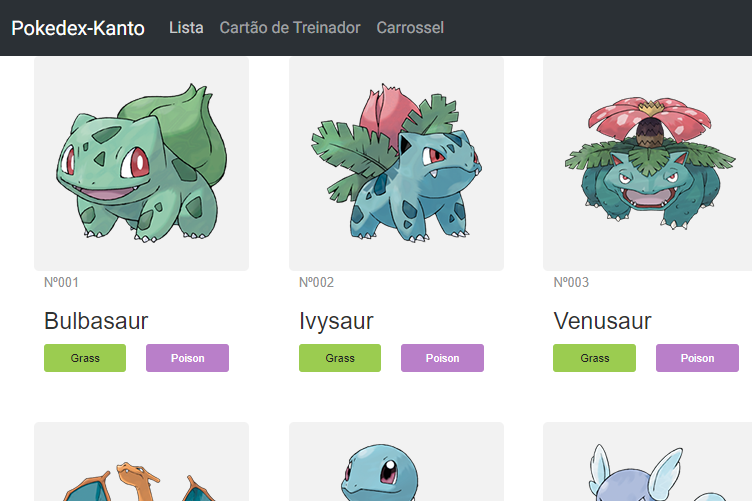 Pokedex-Kanto Lista Cartão de Treinador Carrossel
Nº001 Nº002 Nº003
Bulbasaur Ivysaur Venusaur
Grass Poison Grass Poison Grass Poison